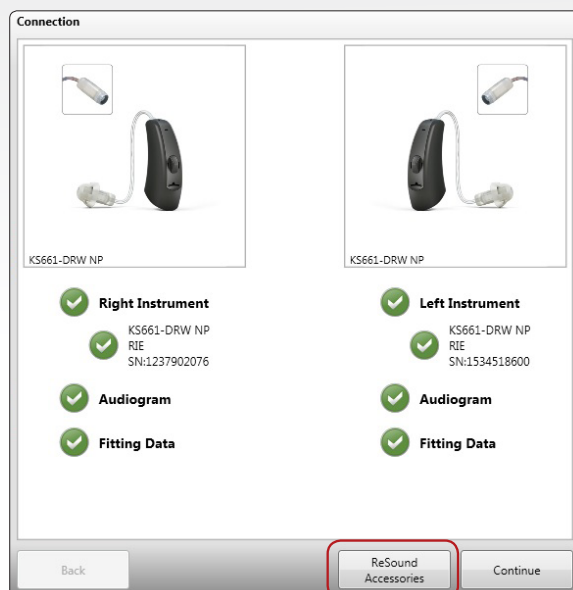 Connection
KS661-DRW NP
KS661-DRW NP
Right Instrument
KS661-DRW NP
RIE
SN:1237902076
Audiogram
Fitting Data
Left Instrument
KS661-DRW NP
RIE
SN:1534518600
Audiogram
Fitting Data
Back
ReSound
Accessories
Continue